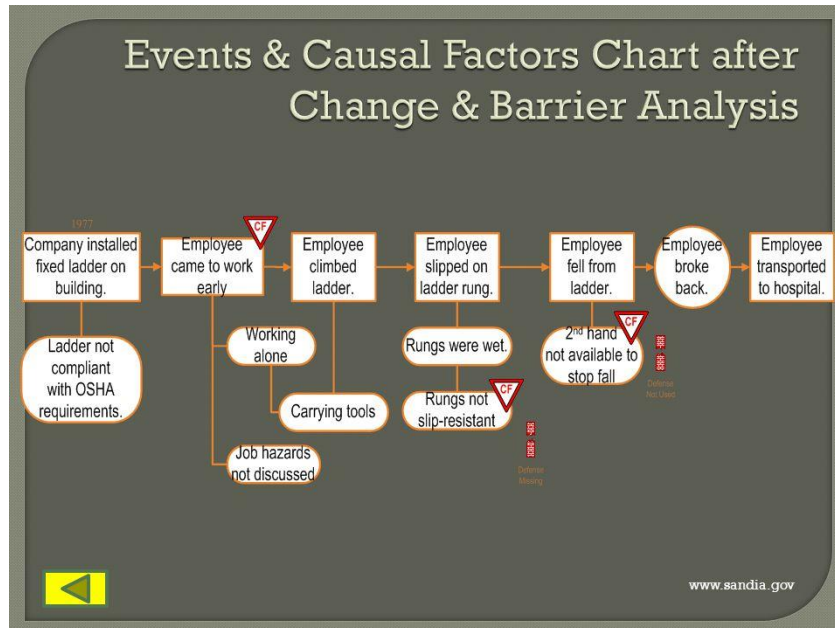 Events & Causal Factors Chart after
Change & Barrier Analysis
1977
Company installed
fixed ladder on
building.
CF
Employee
came to work
early
Employee
climbed
ladder.
Employee
slipped on
ladder rung.
Employee
fell from
ladder.
Employee
broke
back.
Employee
transported
to hospital.
Ladder not
compliant
with OSHA
requirements.
Working
alone
Carrying tools
Job hazards
not discussed
Rungs were wet.
CF
Rungs not
slip-resistant
Defense
Missing
CF
2nd hand
not available to
stop fall
Defense
Not Used
www.sandia.gov